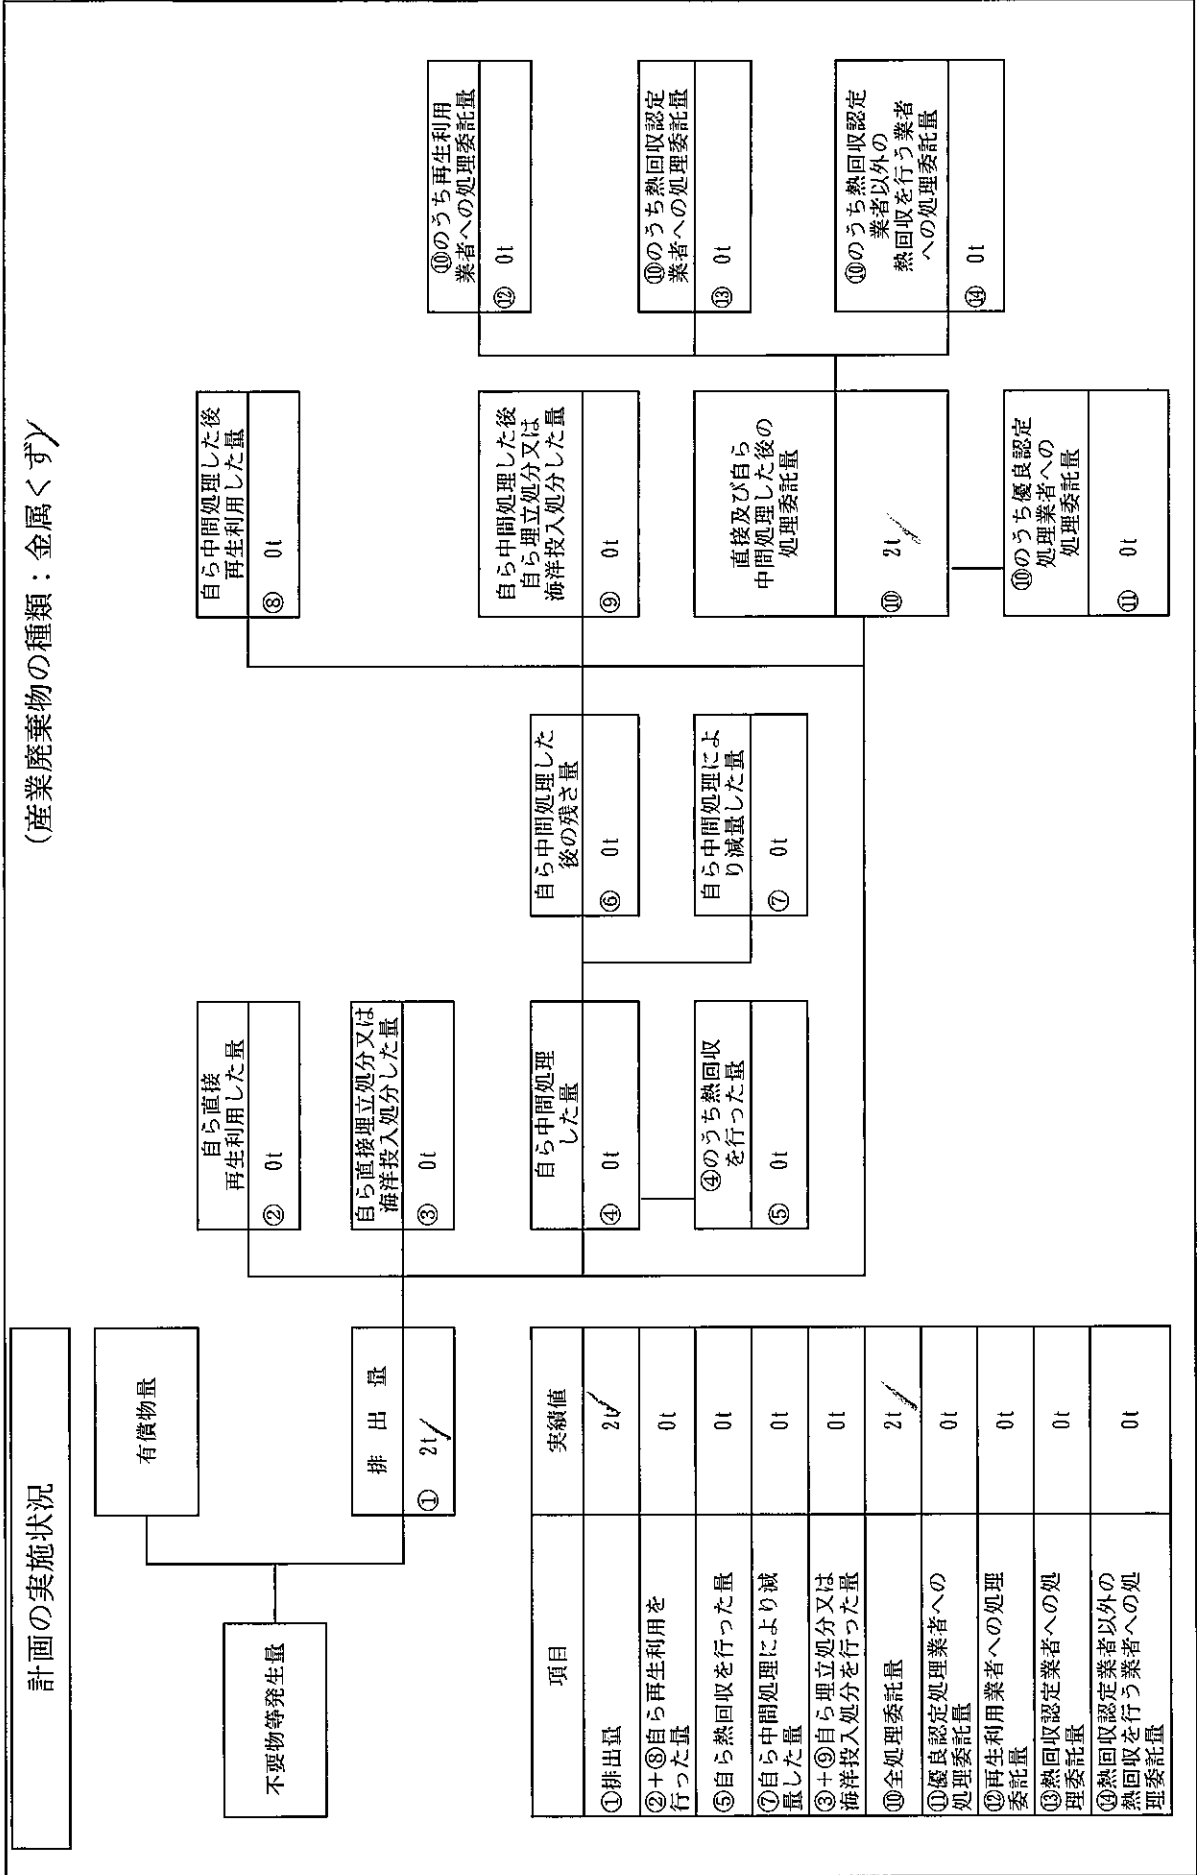 計画の実施状況
(産業廃棄物の種類：金属くず)
不要物等発生量
有償物量
排 出 量
① 2t
自ら直接
再生利用した量
② 0t
自ら直接埋立処分又は
海洋投入処分した量
③ 0t
自ら中間処理
した量
④ 0t
④のうち熱回収
を行った量
⑤ 0t
自ら中間処理した
後の残さ量
⑥ 0t
自ら中間処理によ
り減量した量
⑦ 0t
自ら中間処理した後
再生利用した量
⑧ 0t
自ら中間処理した後
自ら埋立処分又は
海洋投入処分した量
⑨ 0t
直接及び自ら
中間処理した後の
処理委託量
⑩ 2t
⑩のうち優良認定
処理業者への
処理委託量
⑪ 0t
⑩のうち再生利用
業者への処理委託量
⑫ 0t
⑩のうち熱回収認定
業者への処理委託量
⑬ 0t
⑩のうち熱回収認定
業者以外の
熱回収を行う業者
への処理委託量
⑭ 0t
項目 実績値
①排出量 2t
②+⑧自ら再生利用を
行った量 0t
⑤自ら熱回収を行った量 0t
⑦自ら中間処理により減
量した量 0t
③+⑨自ら埋立処分又は
海洋投入処分を行った量 0t
⑩全処理委託量 2t
⑪優良認定処理業者への
処理委託量 0t
⑫再生利用業者への処理
委託量 0t
⑬熱回収認定業者への処
理委託量 0t
⑭熱回収認定業者以外の
熱回収を行う業者への処
理委託量 0t